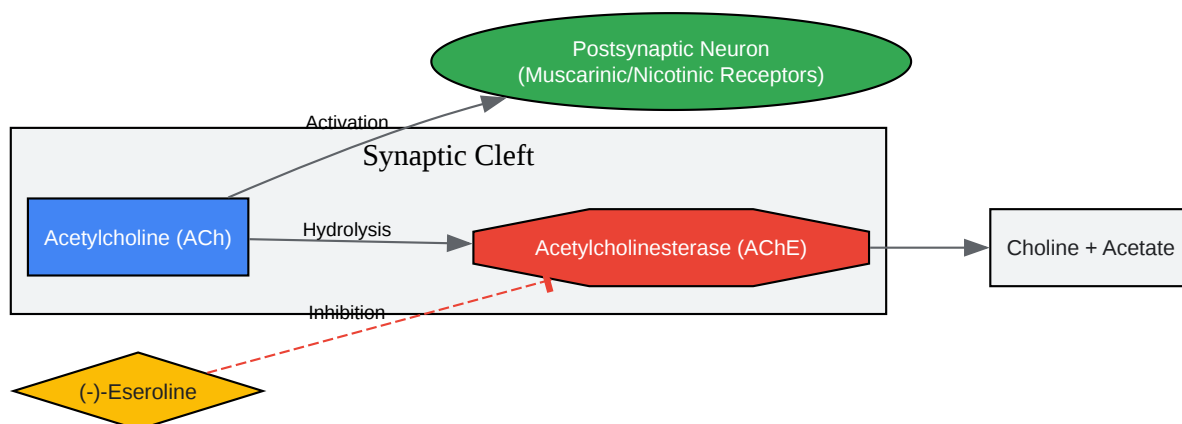 Postsynaptic Neuron
(Muscarinic/Nicotinic Receptors)
Activation
Synaptic Cleft
Acetylcholine (ACh)
Hydrolysis
Acetylcholinesterase (AChE)
Choline + Acetate
Inhibition
(-)-Eseroline